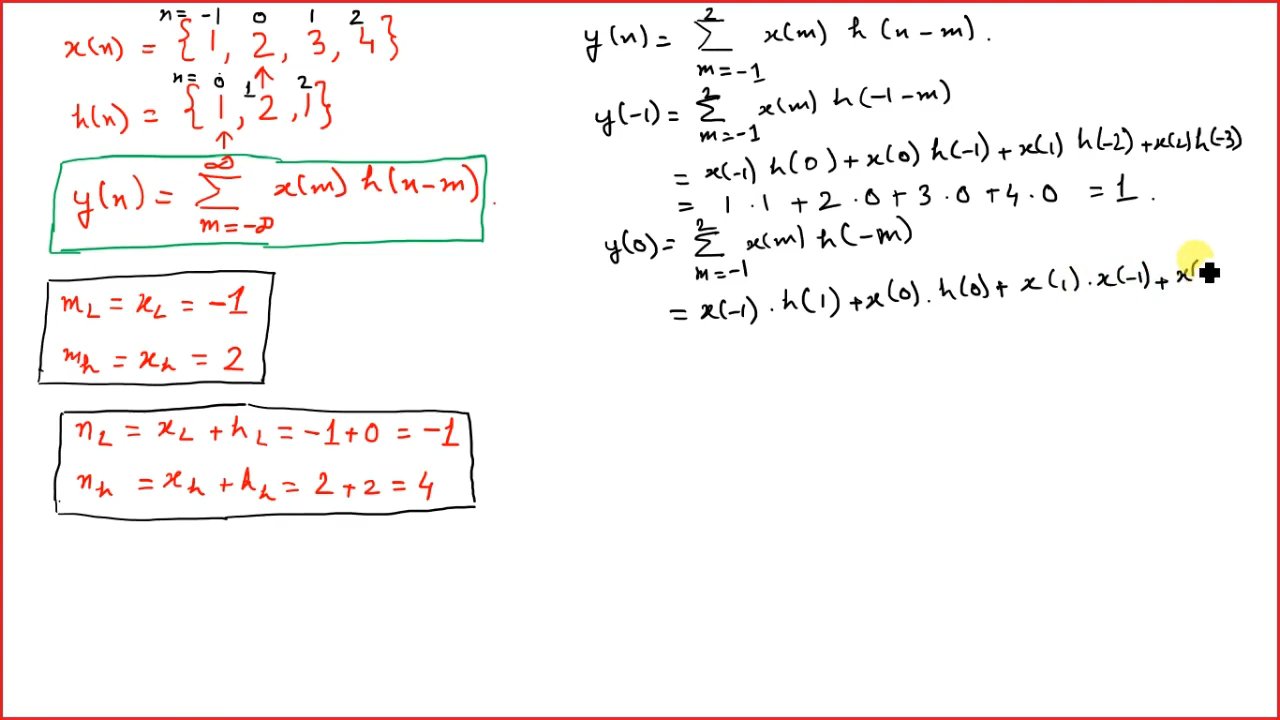 n= -1 0 1 2
x(n) = {1, 2, 3, 4}
↑
n= 0 1 2
h(n) = {1, 2, 1}
↑
y(n) = ∞ Σ m=-∞ x(m) h(n-m) .
m_L = x_L = -1
m_h = x_h = 2
n_L = x_L + h_L = -1+0 = -1
n_h = x_h + h_h = 2+2 = 4
y(n) = 2 Σ m=-1 x(m) h(n-m) .
y(-1) = 2 Σ m=-1 x(m) h(-1-m)
= x(-1) h(0) + x(0) h(-1) + x(1) h(-2) + x(2) h(-3)
= 1 . 1 + 2 . 0 + 3 . 0 + 4 . 0 = 1 .
y(0) = 2 Σ m=-1 x(m) h(-m)
= x(-1) . h(1) + x(0) . h(0) + x(1) . x(-1) + x(